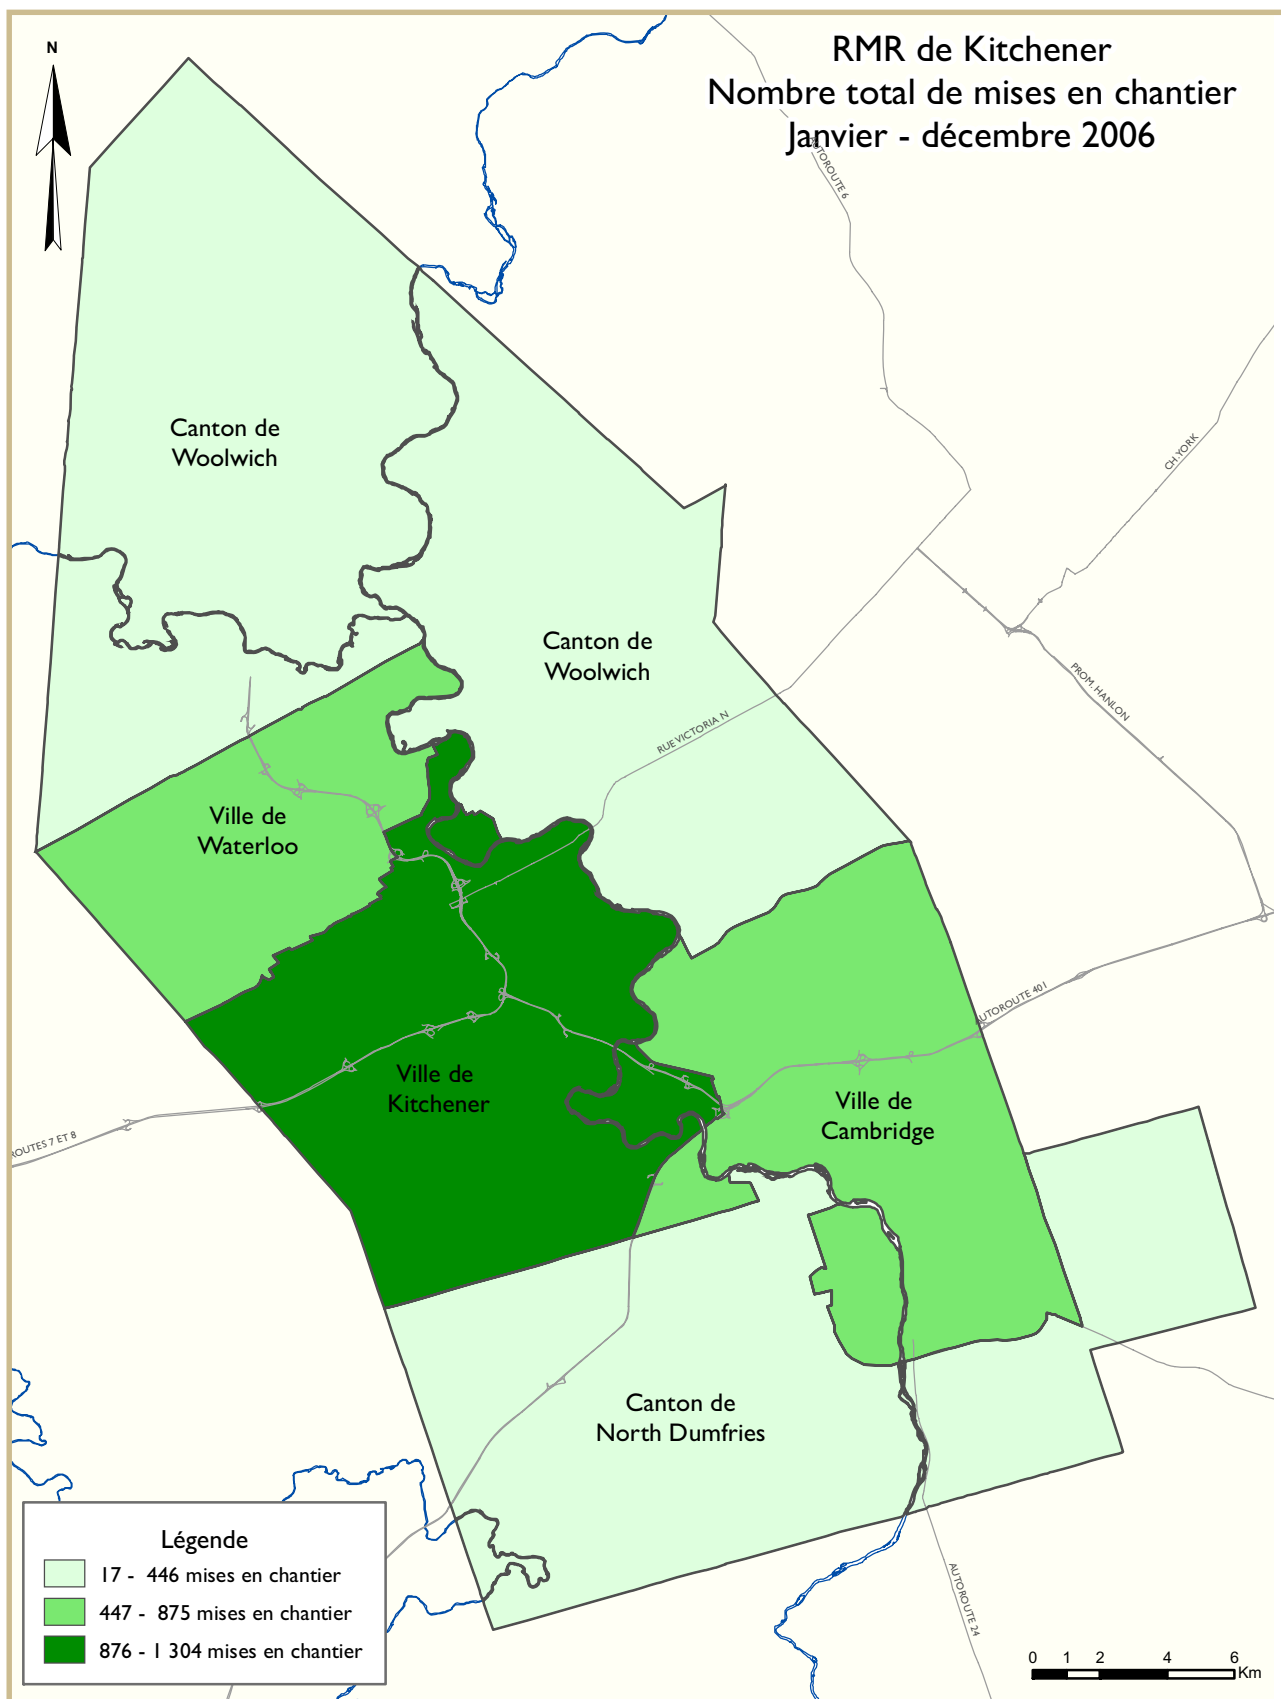 N
RMR de Kitchener
Nombre total de mises en chantier
Janvier - décembre 2006
AUTOROUTE 6
CH. YORK
Canton de
Woolwich
Canton de
Woolwich
PROM. HANLON
RUE VICTORIA N
Ville de
Waterloo
AUTOROUTE 401
Ville de
Kitchener
Ville de
Cambridge
ROUTES 7 ET 8
Canton de
North Dumfries
AUTOROUTE 24
Légende
17 - 446 mises en chantier
447 - 875 mises en chantier
876 - 1 304 mises en chantier
0 1 2 4 6
Km